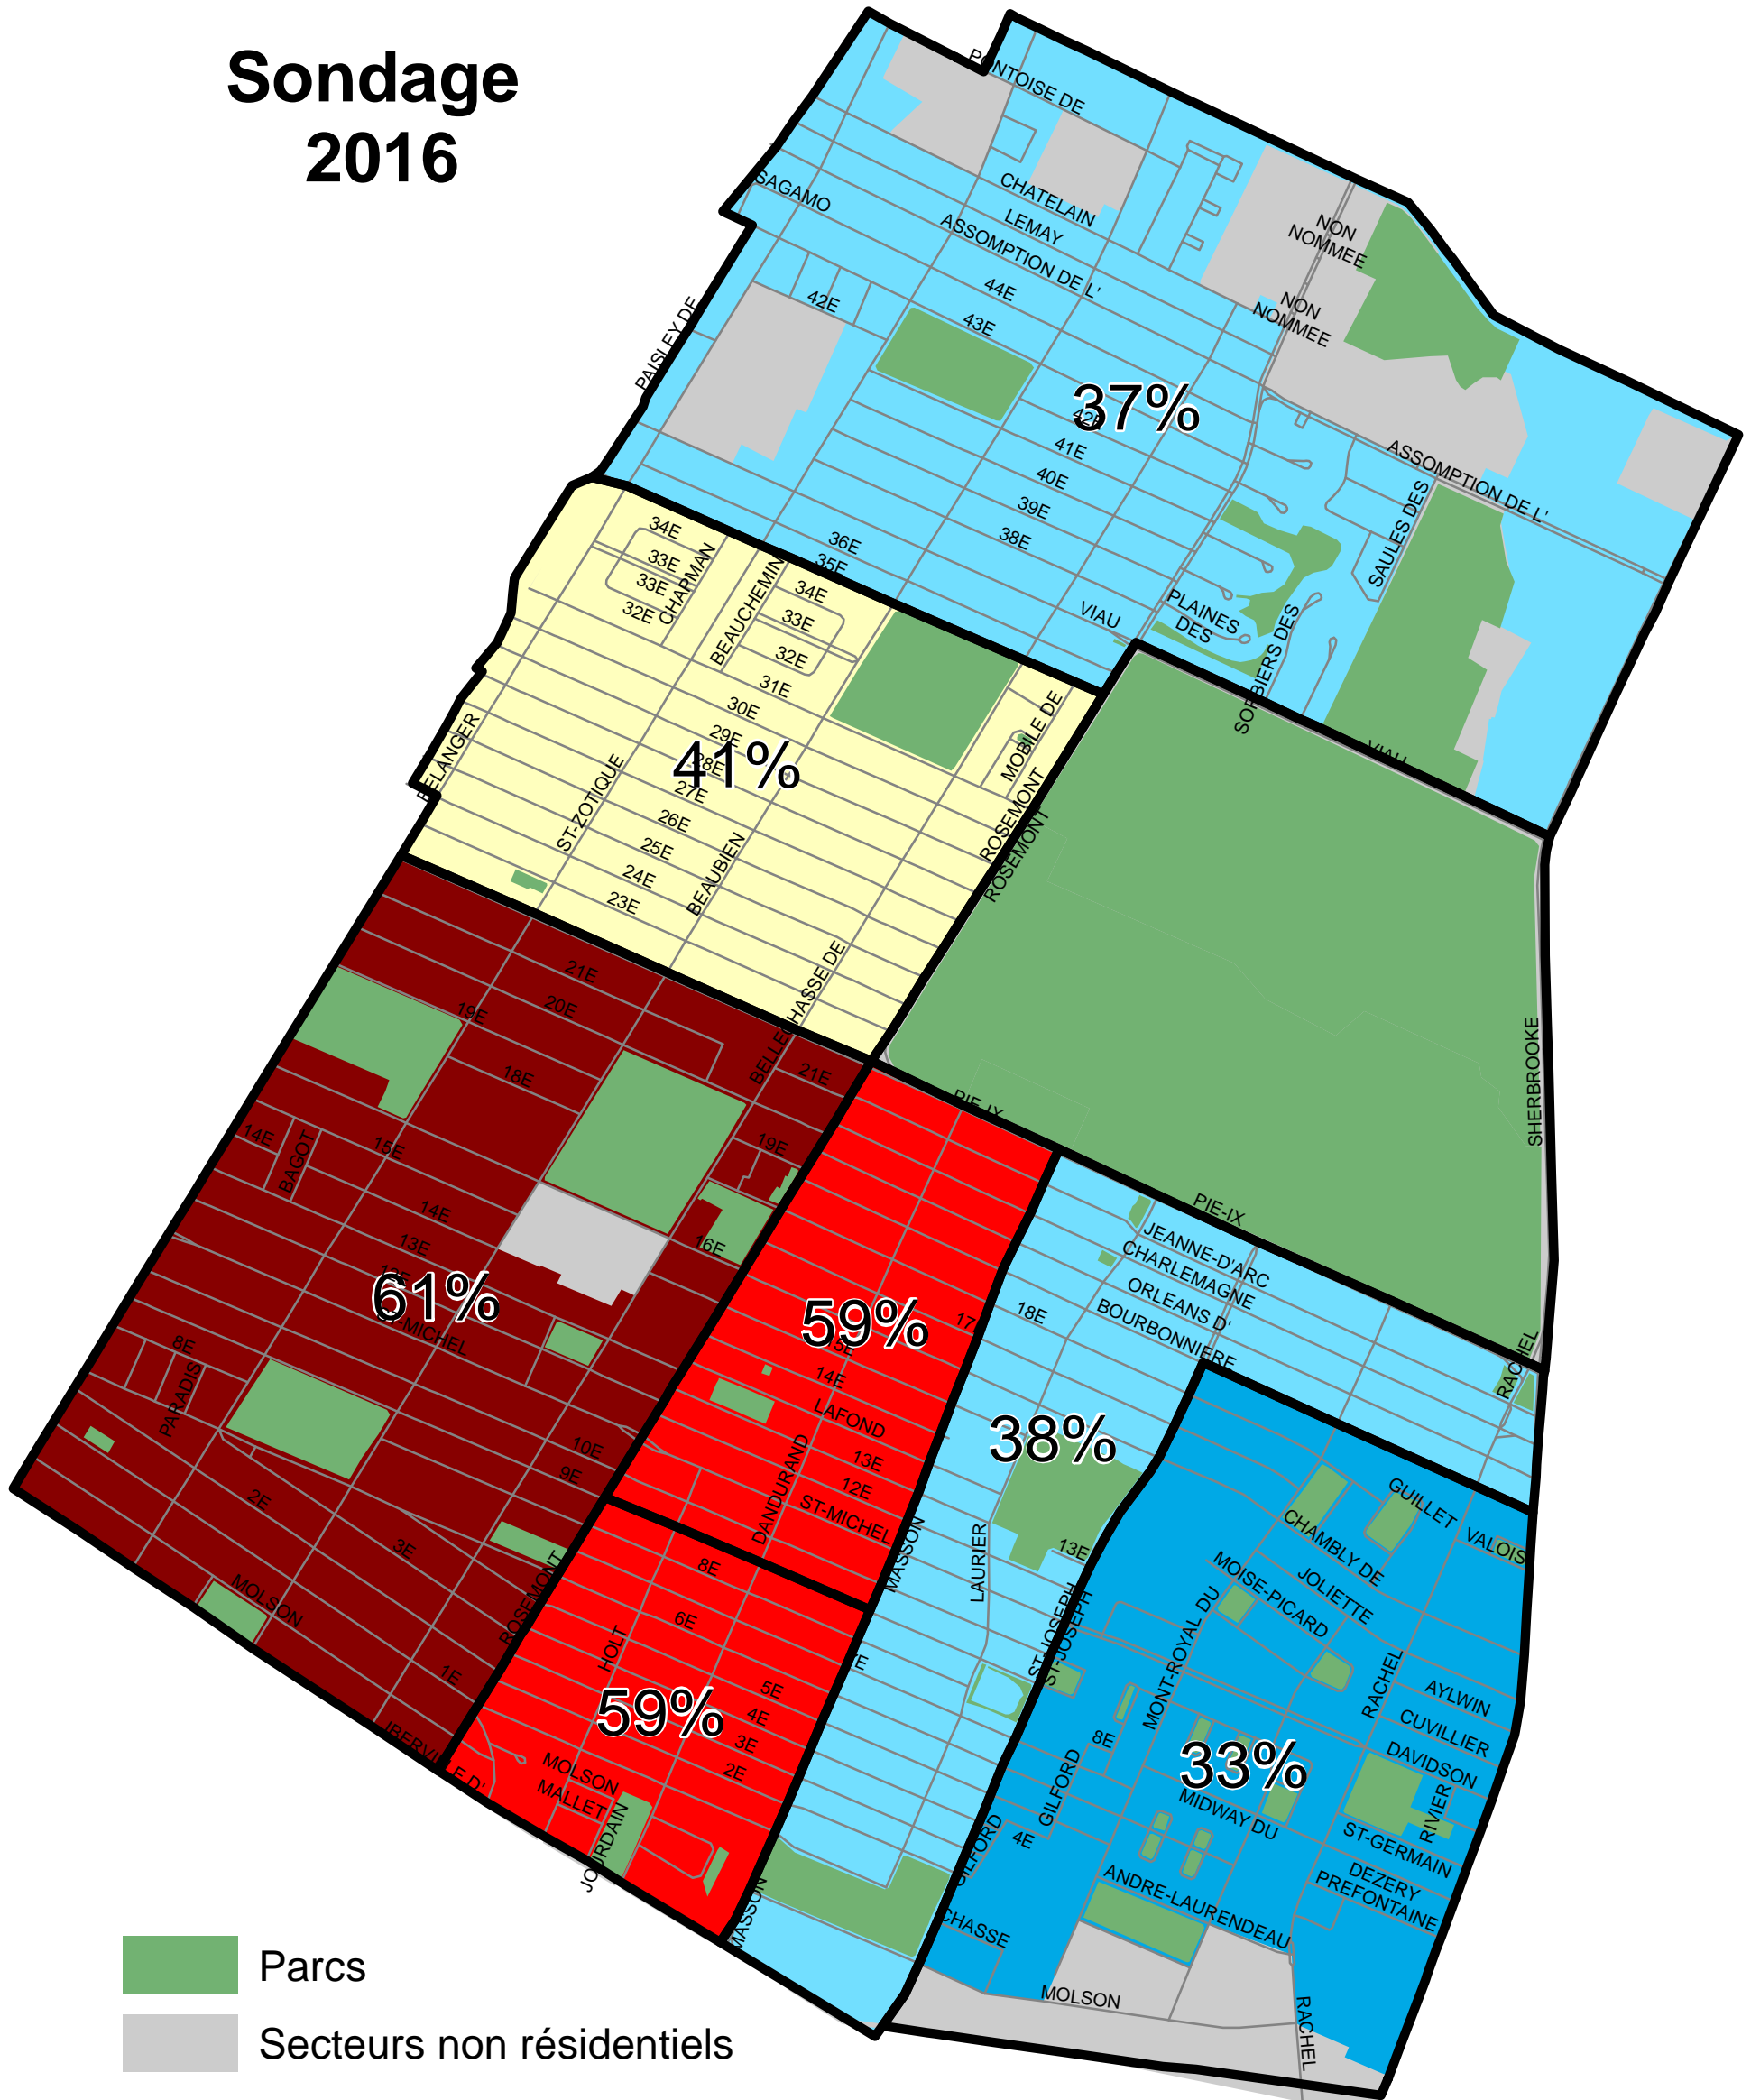 Sondage
2016
PONTOISE DE
SAGAMO
CHATELAIN
LEMAY
ASSOMPTION DE L'
NON
NOMMEE
NON
NOMMEE
44E
43E
42E
PAISLEY DE
37%
42E
41E
40E
39E
38E
ASSOMPTION DE L'
SAULES DES
36E
35E
VIAU
PLAINES
DES
SORBIERS DES
VIAU
34E
33E
33E
32E
CHAPMAN
BEAUCHEMIN
34E
33E
32E
31E
30E
29E
28E
27E
26E
25E
24E
23E
41%
MOBILE DE
BELANGER
ST-ZOTIQUE
BEAUBIEN
ROSEMONT
ROSEMONT
BELLECHASSE DE
21E
20E
19E
18E
21E
19E
PIE-IX
SHERBROOKE
14E
BAGOT
15E
14E
13E
12E
16E
61%
ST-MICHEL
8E
PARADIS
10E
9E
2E
3E
MOLSON
1E
ROSEMONT
IBERVILLE D'
59%
17
15E
14E
LAFOND
13E
12E
ST-MICHEL
DANDURAND
MASSON
PIE-IX
JEANNE-D'ARC
CHARLEMAGNE
ORLEANS D'
BOURBONNIERE
18E
RACHEL
38%
LAURIER
13E
ST-JOSEPH
ST-JOSEPH
GUILLET
VALOIS
CHAMBLY DE
JOLIETTE
MOISE-PICARD
MONT-ROYAL DU
RACHEL
AYLWIN
CUVILLIER
DAVIDSON
RIVIER
ST-GERMAIN
DEZERY
PREFONTAINE
33%
8E
GILFORD
MIDWAY DU
4E
GILFORD
ANDRE-LAURENDEAU
CHASSE
MOLSON
RACHEL
8E
6E
HOLT
5E
4E
3E
2E
59%
MOLSON
MALLET
JOURDAIN
MASSON
Parcs
Secteurs non résidentiels